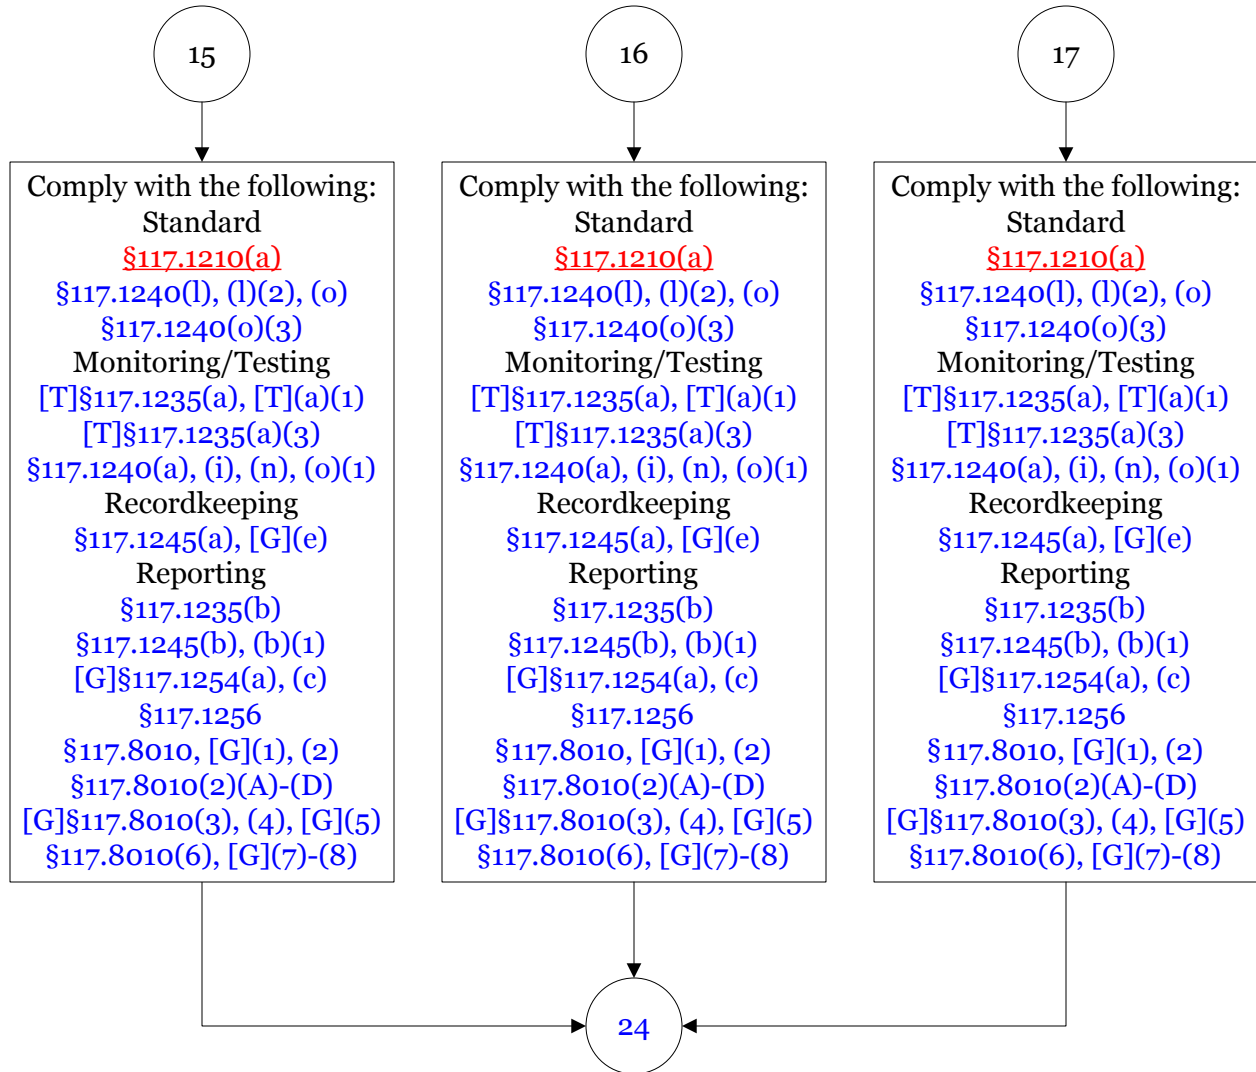 15
16
17
Comply with the following:
Standard
§117.1210(a)
§117.1240(l), (l)(2), (o)
§117.1240(o)(3)
Monitoring/Testing
[T]§117.1235(a), [T](a)(1)
[T]§117.1235(a)(3)
§117.1240(a), (i), (n), (o)(1)
Recordkeeping
§117.1245(a), [G](e)
Reporting
§117.1235(b)
§117.1245(b), (b)(1)
[G]§117.1254(a), (c)
§117.1256
§117.8010, [G](1), (2)
§117.8010(2)(A)-(D)
[G]§117.8010(3), (4), [G](5)
§117.8010(6), [G](7)-(8)
Comply with the following:
Standard
§117.1210(a)
§117.1240(l), (l)(2), (o)
§117.1240(o)(3)
Monitoring/Testing
[T]§117.1235(a), [T](a)(1)
[T]§117.1235(a)(3)
§117.1240(a), (i), (n), (o)(1)
Recordkeeping
§117.1245(a), [G](e)
Reporting
§117.1235(b)
§117.1245(b), (b)(1)
[G]§117.1254(a), (c)
§117.1256
§117.8010, [G](1), (2)
§117.8010(2)(A)-(D)
[G]§117.8010(3), (4), [G](5)
§117.8010(6), [G](7)-(8)
Comply with the following:
Standard
§117.1210(a)
§117.1240(l), (l)(2), (o)
§117.1240(o)(3)
Monitoring/Testing
[T]§117.1235(a), [T](a)(1)
[T]§117.1235(a)(3)
§117.1240(a), (i), (n), (o)(1)
Recordkeeping
§117.1245(a), [G](e)
Reporting
§117.1235(b)
§117.1245(b), (b)(1)
[G]§117.1254(a), (c)
§117.1256
§117.8010, [G](1), (2)
§117.8010(2)(A)-(D)
[G]§117.8010(3), (4), [G](5)
§117.8010(6), [G](7)-(8)
24